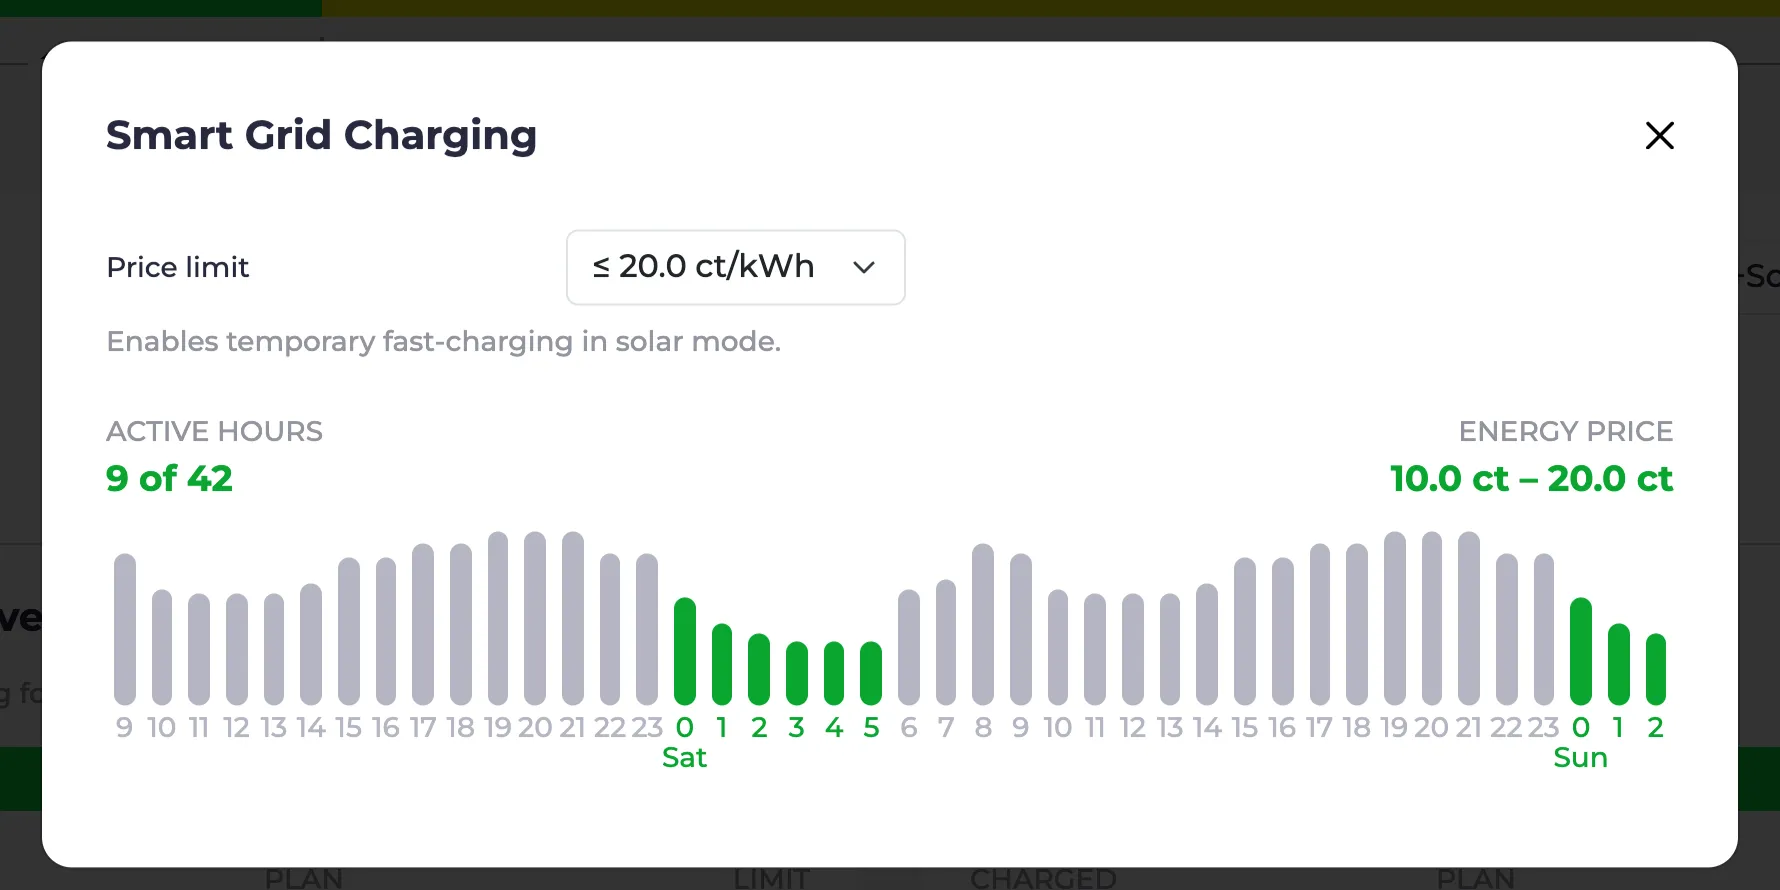 Smart Grid Charging
Price limit
≤ 20.0 ct/kWh
Enables temporary fast-charging in solar mode.
ACTIVE HOURS
ENERGY PRICE
9 of 42
10.0 ct – 20.0 ct
9 10 11 12 13 14 15 16 17 18 19 20 21 22 23 0 1 2 3 4 5 6 7 8 9 10 11 12 13 14 15 16 17 18 19 20 21 22 23 0 1 2
Sat
Sun
PLAN
LIMIT
CHARGED
PLAN